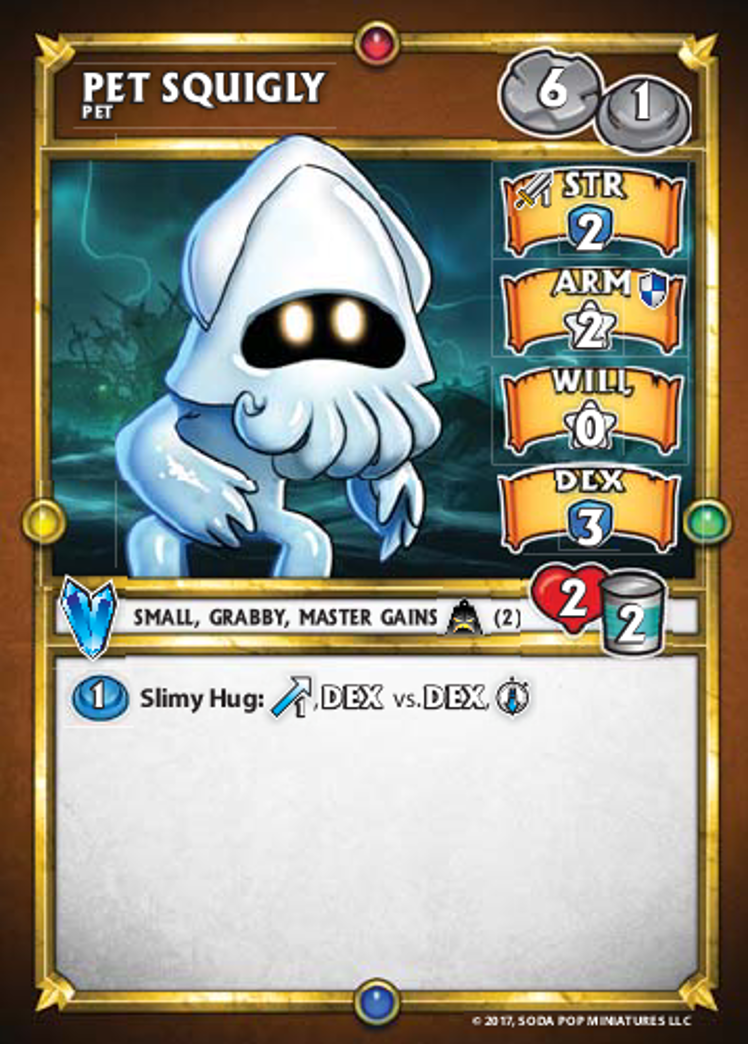 PET SQUIGLY
PET
6 1
1 STR
2
ARM
2
WILL
0
DEX
3
SMALL, GRABBY, MASTER GAINS (2)
2 2
1 Slimy Hug: 1, DEX vs. DEX,
© 2017, SODA POP MINIATURES LLC